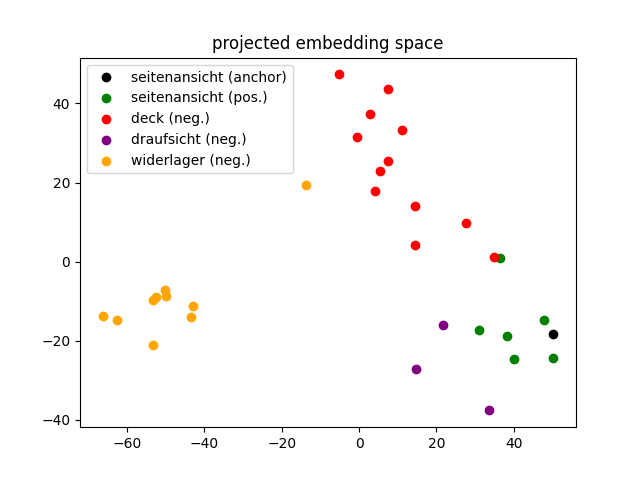 projected embedding space
seitenansicht (anchor)
seitenansicht (pos.)
deck (neg.)
draufsicht (neg.)
widerlager (neg.)
40
20
0
−20
−40
−60 −40 −20 0 20 40